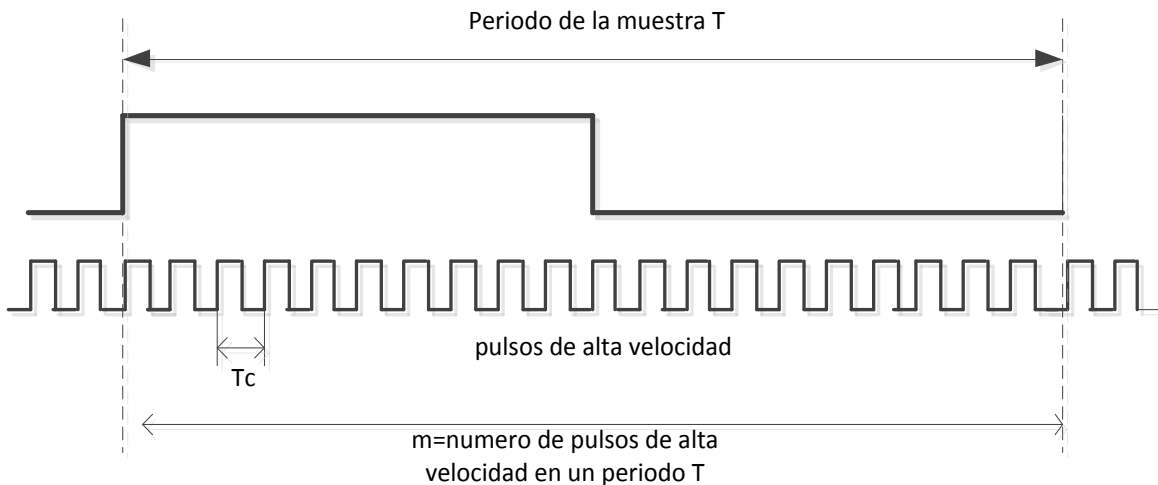 Periodo de la muestra T
pulsos de alta velocidad
Tc
m=numero de pulsos de alta
velocidad en un periodo T